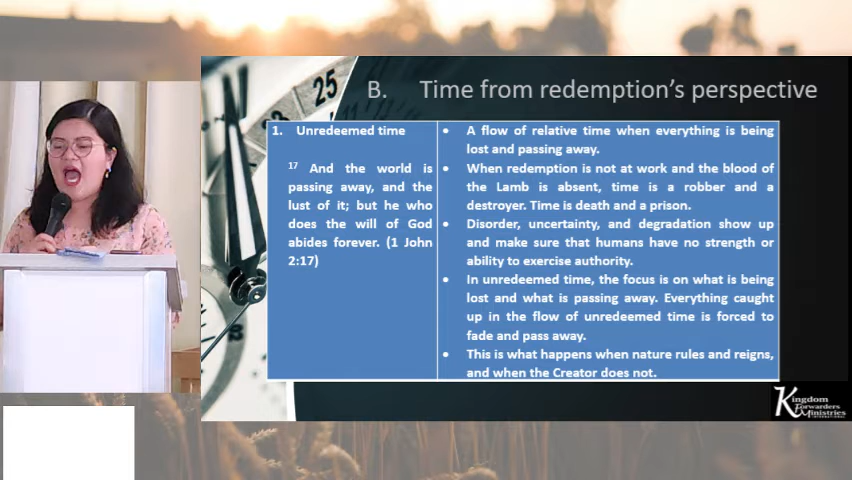 25
B. Time from redemption's perspective
1. Unredeemed time
17 And the world is
passing away, and the
lust of it; but he who
does the will of God
abides forever. (1 John
2:17)
• A flow of relative time when everything is being
lost and passing away.
• When redemption is not at work and the blood of
the Lamb is absent, time is a robber and a
destroyer. Time is death and a prison.
• Disorder, uncertainty, and degradation show up
and make sure that humans have no strength or
ability to exercise authority.
• In unredeemed time, the focus is on what is being
lost and what is passing away. Everything caught
up in the flow of unredeemed time is forced to
fade and pass away.
• This is what happens when nature rules and reigns,
and when the Creator does not.
Kingdom
Forwarders
Ministries
INTERNATIONAL